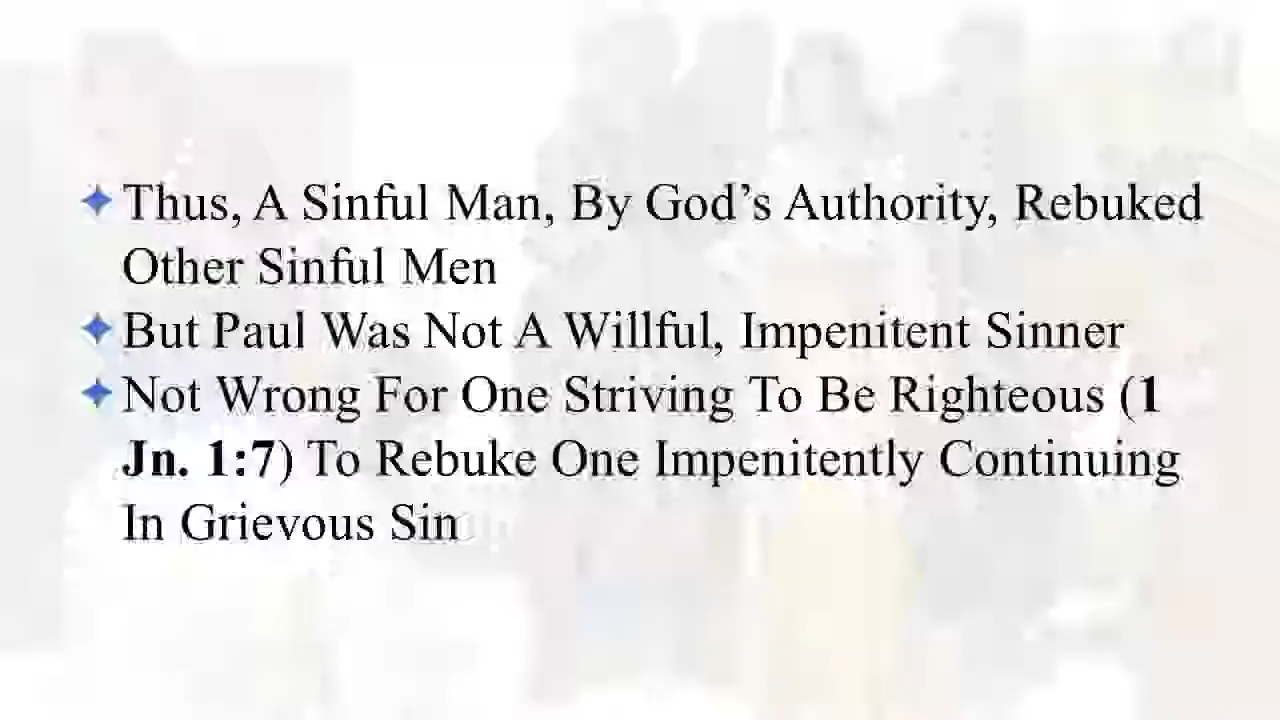 ✦Thus, A Sinful Man, By God’s Authority, Rebuked
Other Sinful Men
✦But Paul Was Not A Willful, Impenitent Sinner
✦Not Wrong For One Striving To Be Righteous (1
Jn. 1:7) To Rebuke One Impenitently Continuing
In Grievous Sin